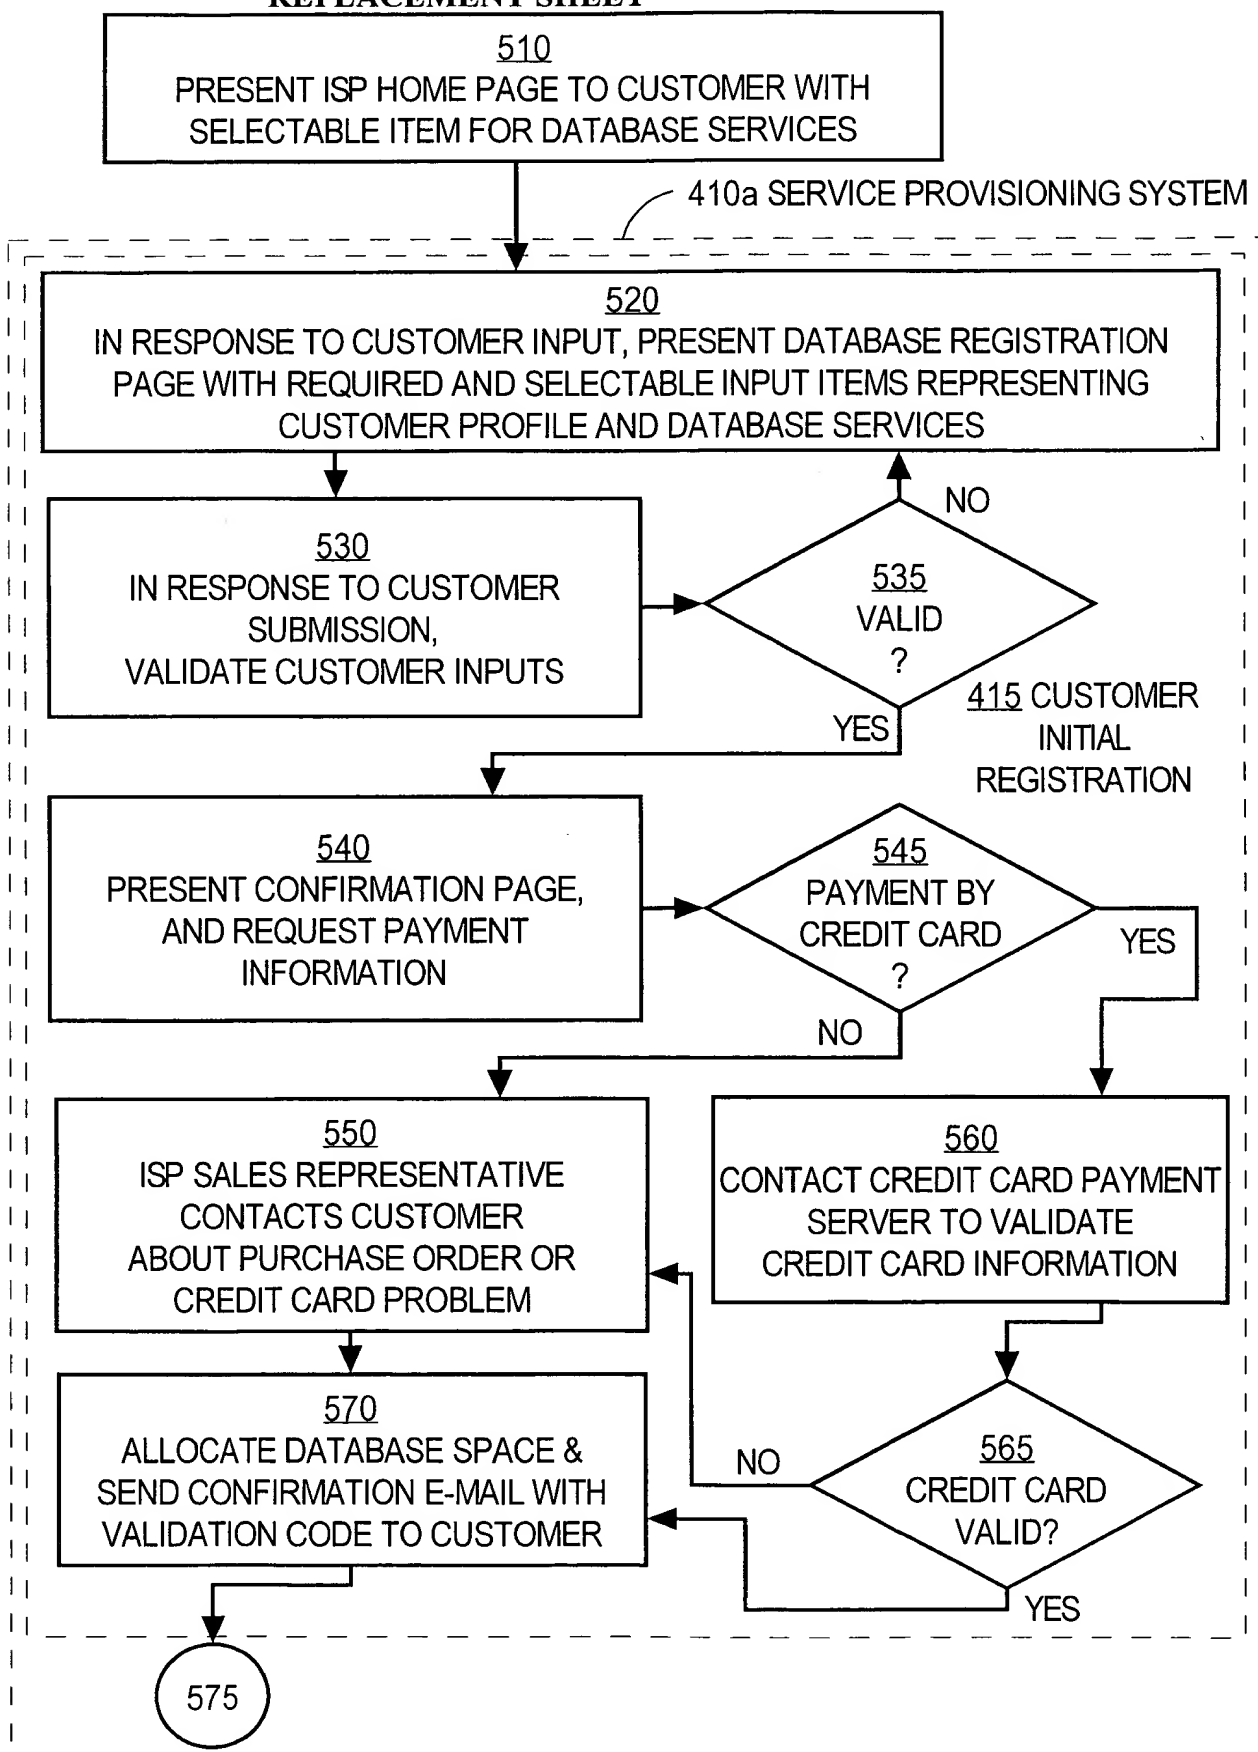 REPLACEMENT SHEET
510
PRESENT ISP HOME PAGE TO CUSTOMER WITH
SELECTABLE ITEM FOR DATABASE SERVICES
410a SERVICE PROVISIONING SYSTEM
520
IN RESPONSE TO CUSTOMER INPUT, PRESENT DATABASE REGISTRATION
PAGE WITH REQUIRED AND SELECTABLE INPUT ITEMS REPRESENTING
CUSTOMER PROFILE AND DATABASE SERVICES
530
IN RESPONSE TO CUSTOMER
SUBMISSION,
VALIDATE CUSTOMER INPUTS
NO
535
VALID
?
YES
415 CUSTOMER
INITIAL
REGISTRATION
540
PRESENT CONFIRMATION PAGE,
AND REQUEST PAYMENT
INFORMATION
545
PAYMENT BY
CREDIT CARD
?
YES
NO
550
ISP SALES REPRESENTATIVE
CONTACTS CUSTOMER
ABOUT PURCHASE ORDER OR
CREDIT CARD PROBLEM
560
CONTACT CREDIT CARD PAYMENT
SERVER TO VALIDATE
CREDIT CARD INFORMATION
570
ALLOCATE DATABASE SPACE &
SEND CONFIRMATION E-MAIL WITH
VALIDATION CODE TO CUSTOMER
NO
565
CREDIT CARD
VALID?
YES
575